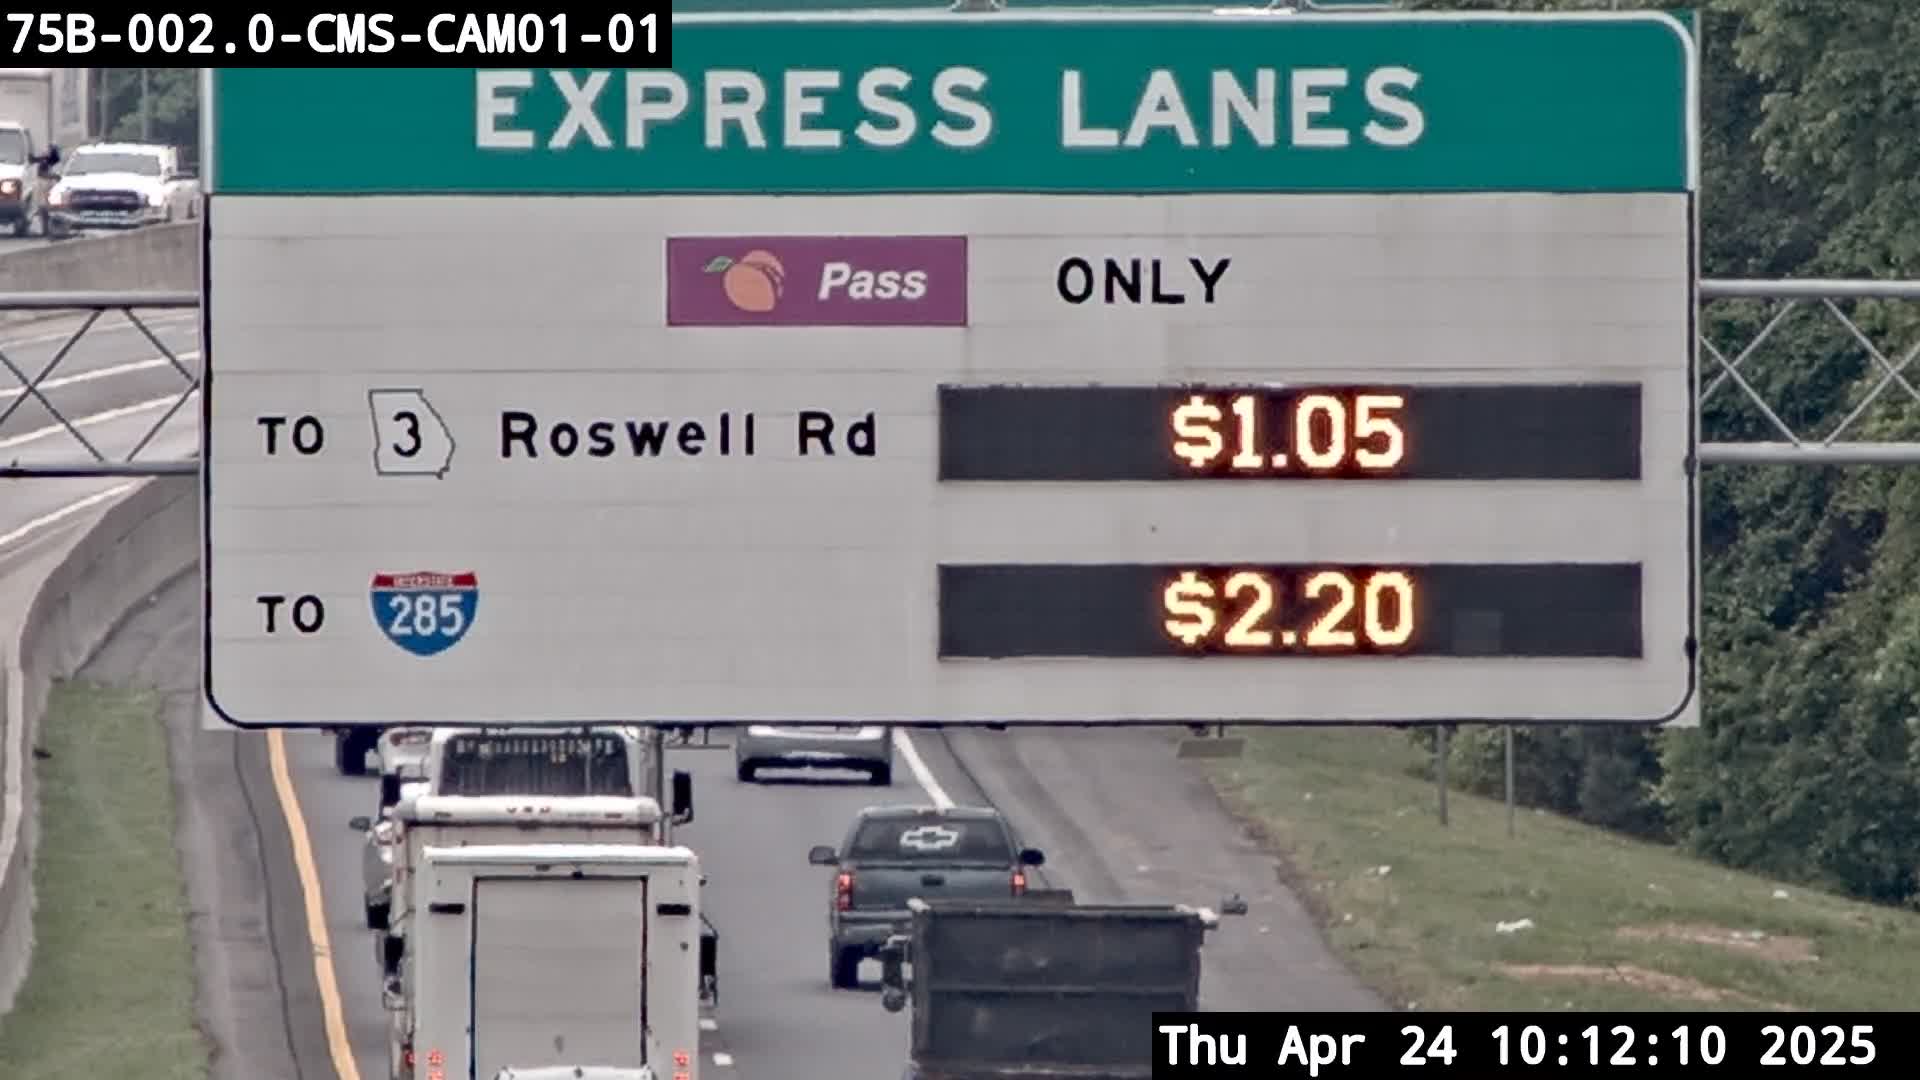 75B-002.0-CMS-CAM01-01
EXPRESS LANES
Pass ONLY
TO 3 Roswell Rd $1.05
INTERSTATE
TO 285 $2.20
Thu Apr 24 10:12:10 2025